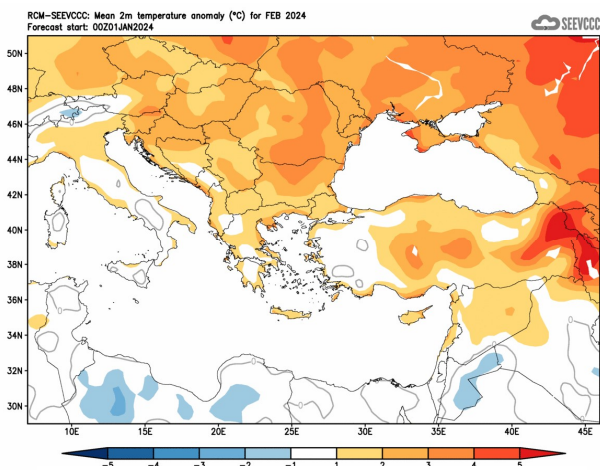 RCM-SEEVCCC: Mean 2m temperature anomaly (°C) for FEB 2024
Forecast start: 00Z01JAN2024
SEEVCCC
50N
48N
46N
44N
42N
40N
38N
36N
34N
32N
30N
10E 15E 20E 25E 30E 35E 40E 45E
-5 -4 -3 -2 -1 1 2 3 4 5